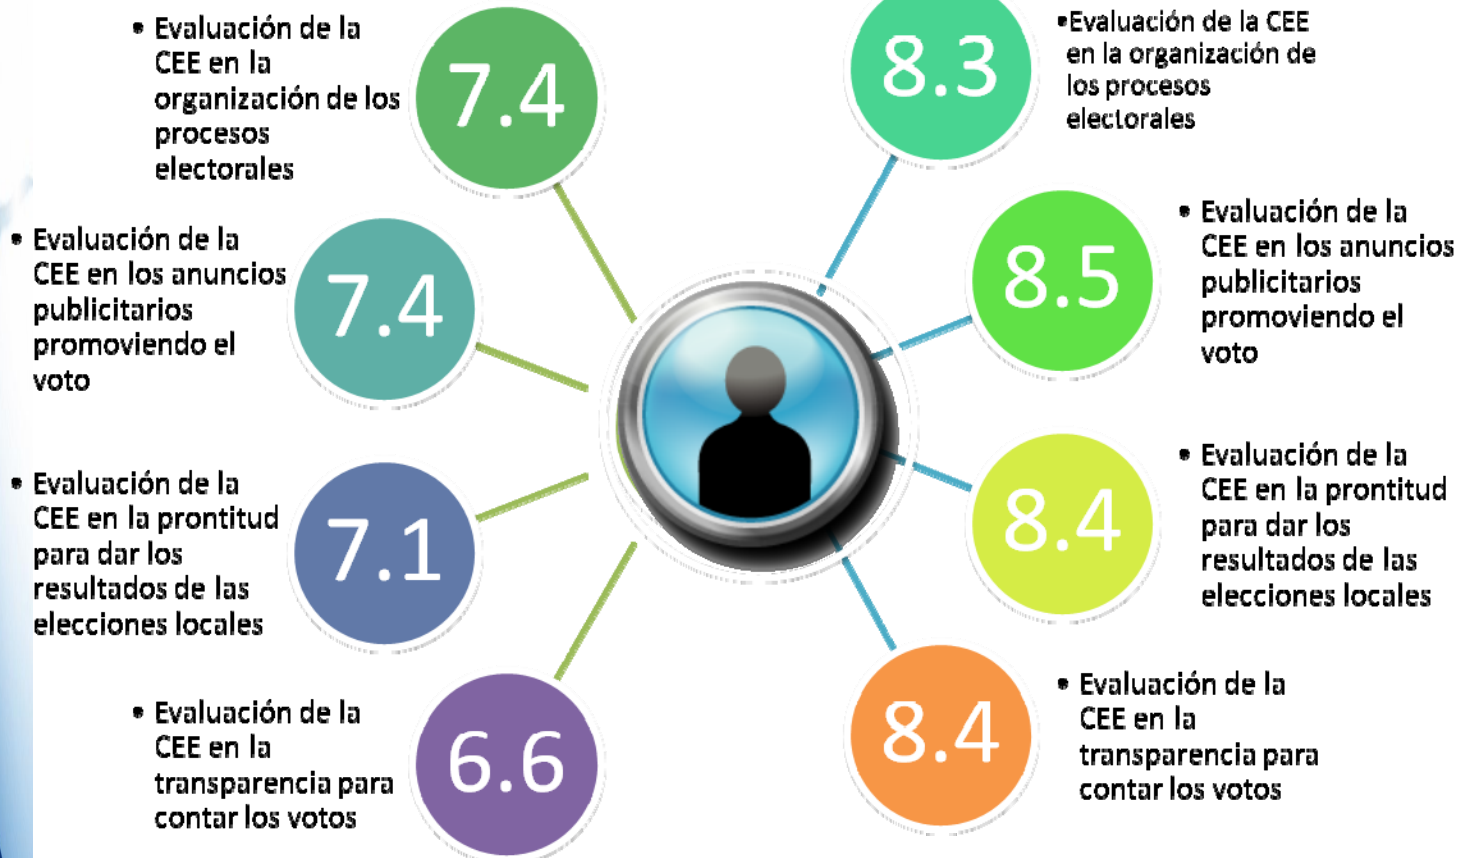 • Evaluación de la
CEE en la
organización de los
procesos
electorales
7.4
• Evaluación de la
CEE en los anuncios
publicitarios
promoviendo el
voto
7.4
• Evaluación de la
CEE en la prontitud
para dar los
resultados de las
elecciones locales
7.1
• Evaluación de la
CEE en la
transparencia para
contar los votos
6.6
8.3
•Evaluación de la CEE
en la organización de
los procesos
electorales
8.5
• Evaluación de la
CEE en los anuncios
publicitarios
promoviendo el
voto
8.4
• Evaluación de la
CEE en la prontitud
para dar los
resultados de las
elecciones locales
8.4
• Evaluación de la
CEE en la
transparencia para
contar los votos